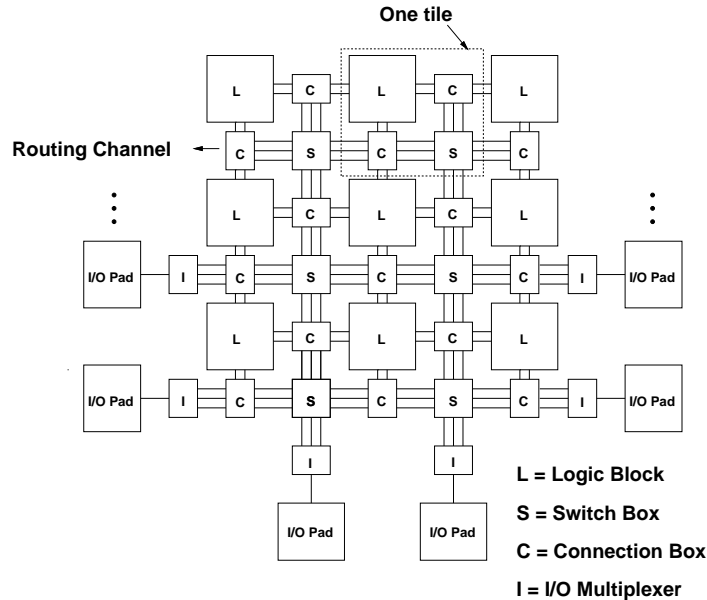 One tile
L C L C L
Routing Channel
C S C S C
L C L C L
I/O Pad I C S C S C I I/O Pad
L C L C L
I/O Pad I C S C S C I I/O Pad
I I
L = Logic Block
I/O Pad I/O Pad
S = Switch Box
C = Connection Box
I = I/O Multiplexer